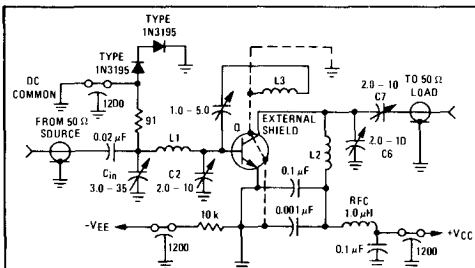 TYPE
1N3195
TYPE
1N3195
DC
COMMON
1200
FROM 50 Ω
SOURCE
0.02 μF
91
L1
Cin
3.0-35
C2
2.0-10
1.0-5.0
L3
Q
EXTERNAL
SHIELD
2.0-10
C7
TO 50 Ω
LOAD
L2
2.0-10
C6
0.1 μF
0.001 μF
RFC
1.0 μH
-VEE
1200
10 k
0.1 μF
1200
+VCC